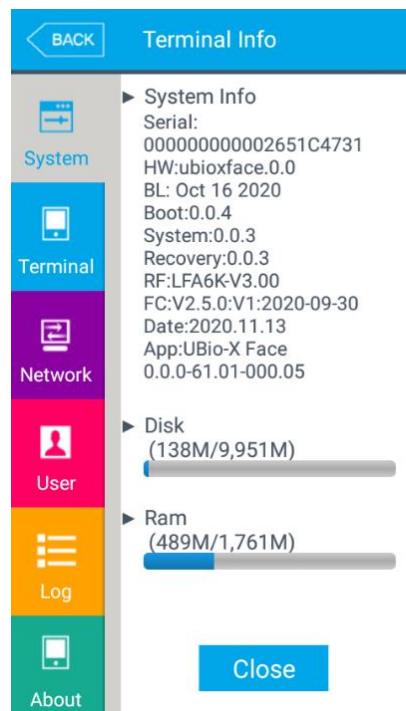 BACK
Terminal Info
System
Terminal
Network
User
Log
About
► System Info
Serial:
000000000002651C4731
HW:ubioxface.0.0
BL: Oct 16 2020
Boot:0.0.4
System:0.0.3
Recovery:0.0.3
RF:LFA6K-V3.00
FC:V2.5.0:V1:2020-09-30
Date:2020.11.13
App:UBio-X Face
0.0.0-61.01-000.05
► Disk
(138M/9,951M)
► Ram
(489M/1,761M)
Close